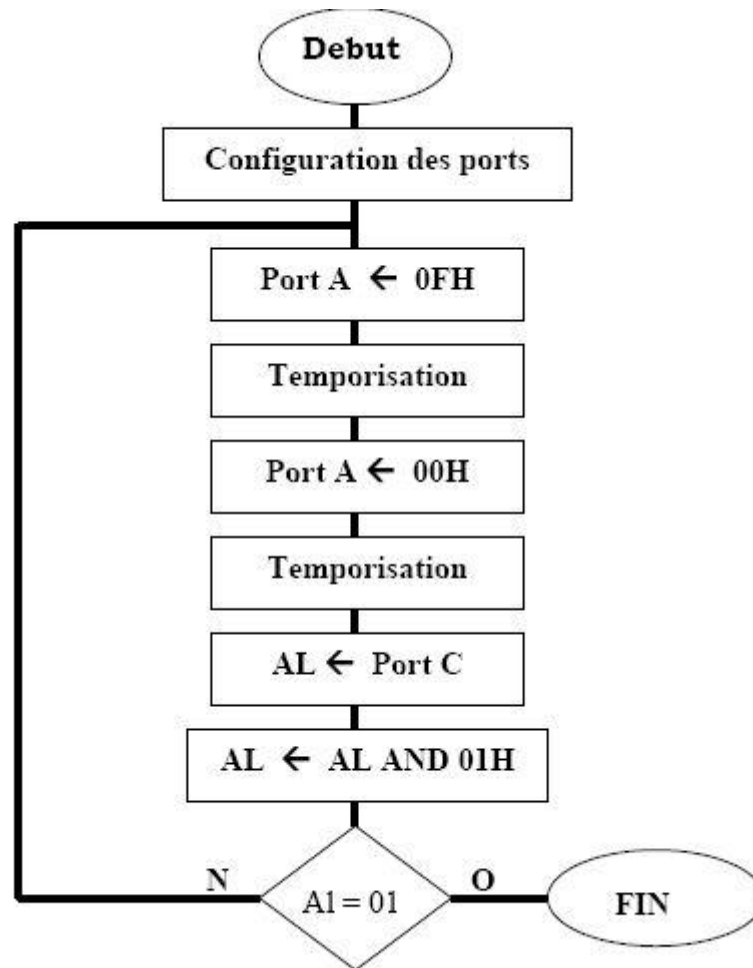 Debut
Configuration des ports
Port A ← 0FH
Temporisation
Port A ← 00H
Temporisation
AL ← Port C
AL ← AL AND 01H
N
Al = 01
O
FIN